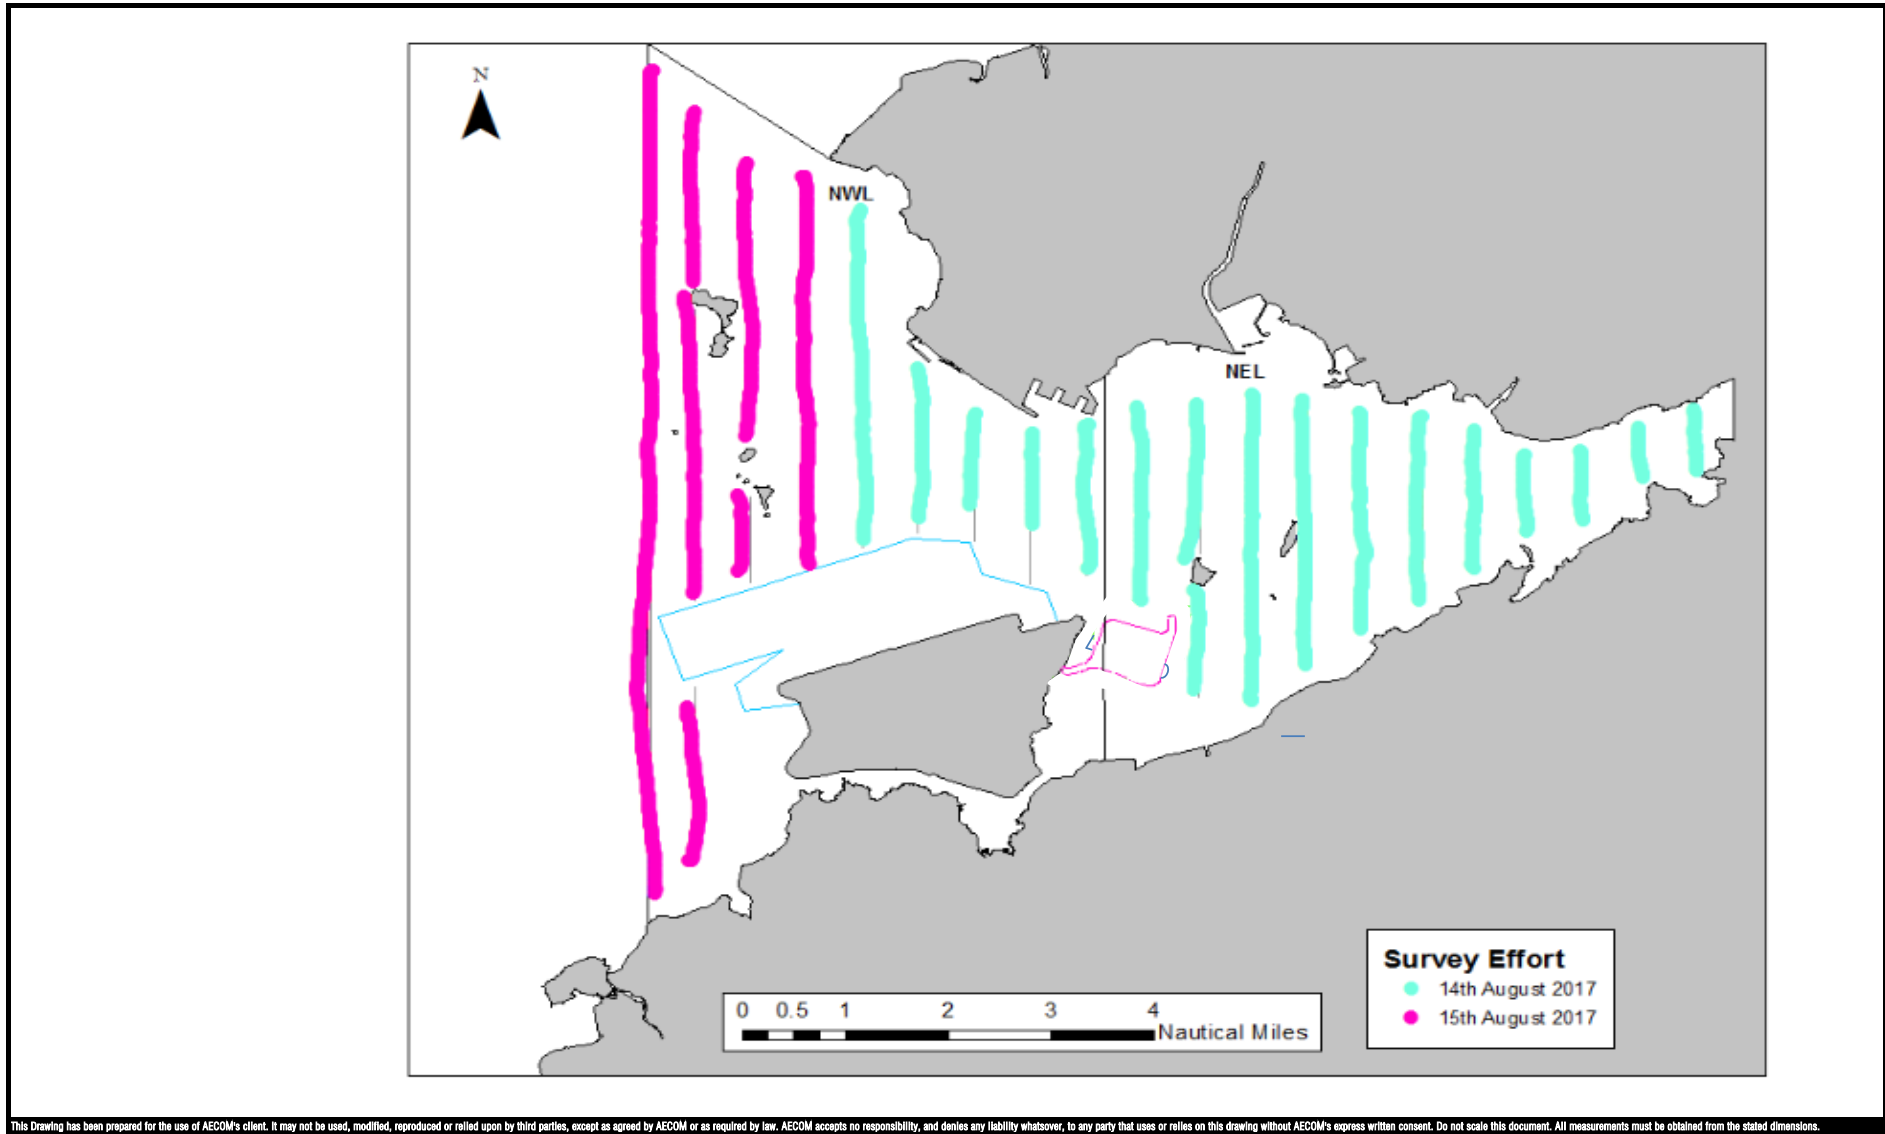 N
NWL
NEL
Survey Effort
14th August 2017
15th August 2017
0 0.5 1 2 3 4
Nautical Miles
This Drawing has been prepared for the use of AECOM's client. It may not be used, modified, reproduced or relied upon by third parties, except as agreed by AECOM or as required by law. AECOM accepts no responsibility, and denies any liability whatsoever, to any party that uses or relies on this drawing without AECOM's express written consent. Do not scale this document. All measurements must be obtained from the stated dimensions.